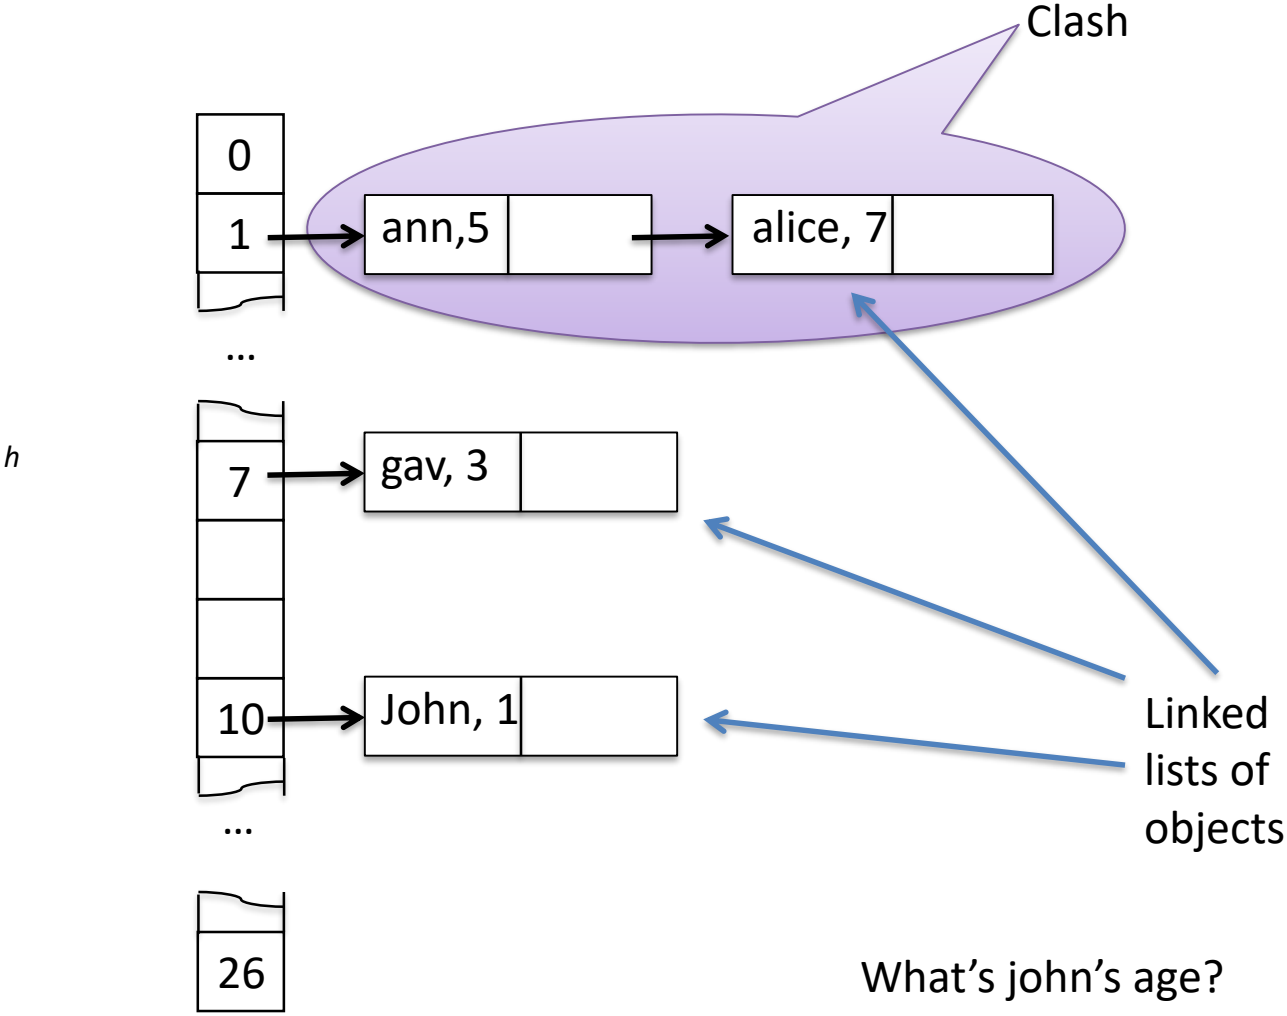 Clash
0
1
ann,5
alice, 7
...
h
7
gav, 3
10
John, 1
Linked
lists of
objects
...
26
What’s john’s age?